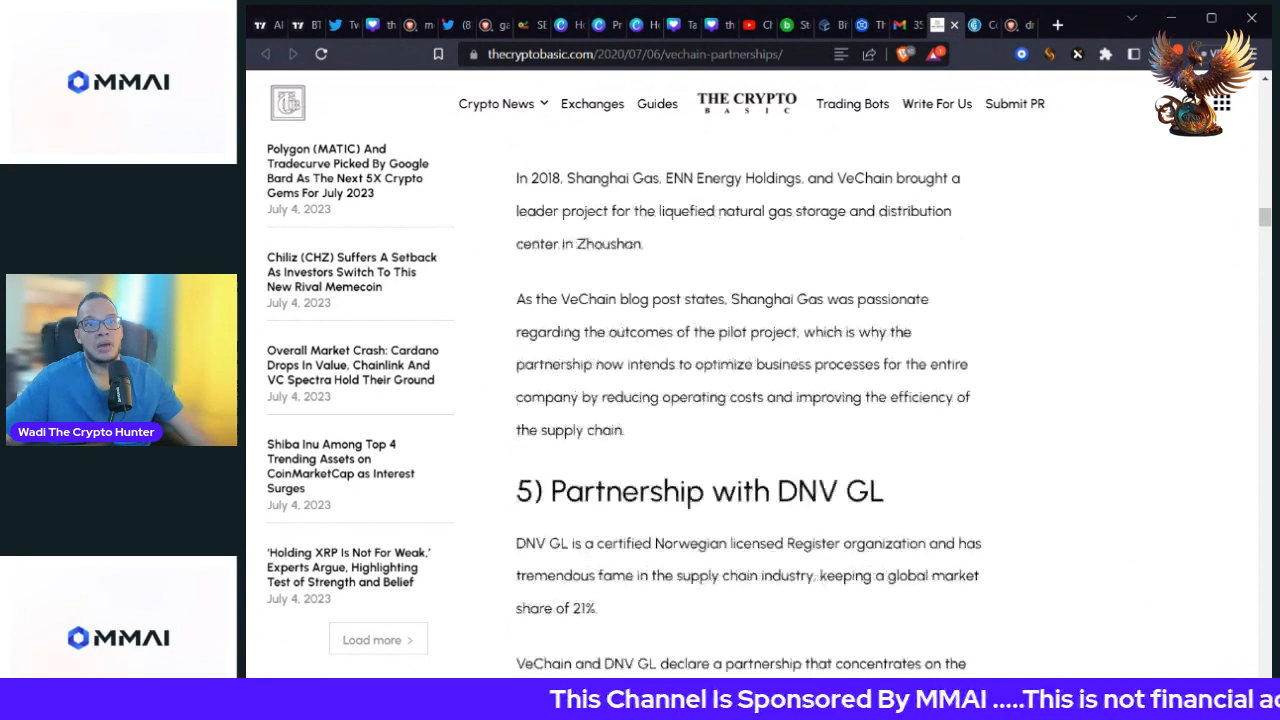 MMAI
Wadi The Crypto Hunter
MMAI
thecryptobasic.com/2020/07/06/vechain-partnerships/
Crypto News
Exchanges
Guides
THE CRYPTO
BASIC
Trading Bots
Write For Us
Submit PR
Polygon (MATIC) And
Tradecurve Picked By Google
Bard As The Next 5X Crypto
Gems For July 2023
July 4, 2023
Chiliz (CHZ) Suffers A Setback
As Investors Switch To This
New Rival Memecoin
July 4, 2023
Overall Market Crash: Cardano
Drops In Value, Chainlink And
VC Spectra Hold Their Ground
July 4, 2023
Shiba Inu Among Top 4
Trending Assets on
CoinMarketCap as Interest
Surges
July 4, 2023
‘Holding XRP Is Not For Weak,’
Experts Argue, Highlighting
Test of Strength and Belief
July 4, 2023
Load more
In 2018, Shanghai Gas, ENN Energy Holdings, and VeChain brought a
leader project for the liquefied natural gas storage and distribution
center in Zhoushan.
As the VeChain blog post states, Shanghai Gas was passionate
regarding the outcomes of the pilot project, which is why the
partnership now intends to optimize business processes for the entire
company by reducing operating costs and improving the efficiency of
the supply chain.
5) Partnership with DNV GL
DNV GL is a certified Norwegian licensed Register organization and has
tremendous fame in the supply chain industry, keeping a global market
share of 21%.
VeChain and DNV GL declare a partnership that concentrates on the
This Channel Is Sponsored By MMAI .....This is not financial ad